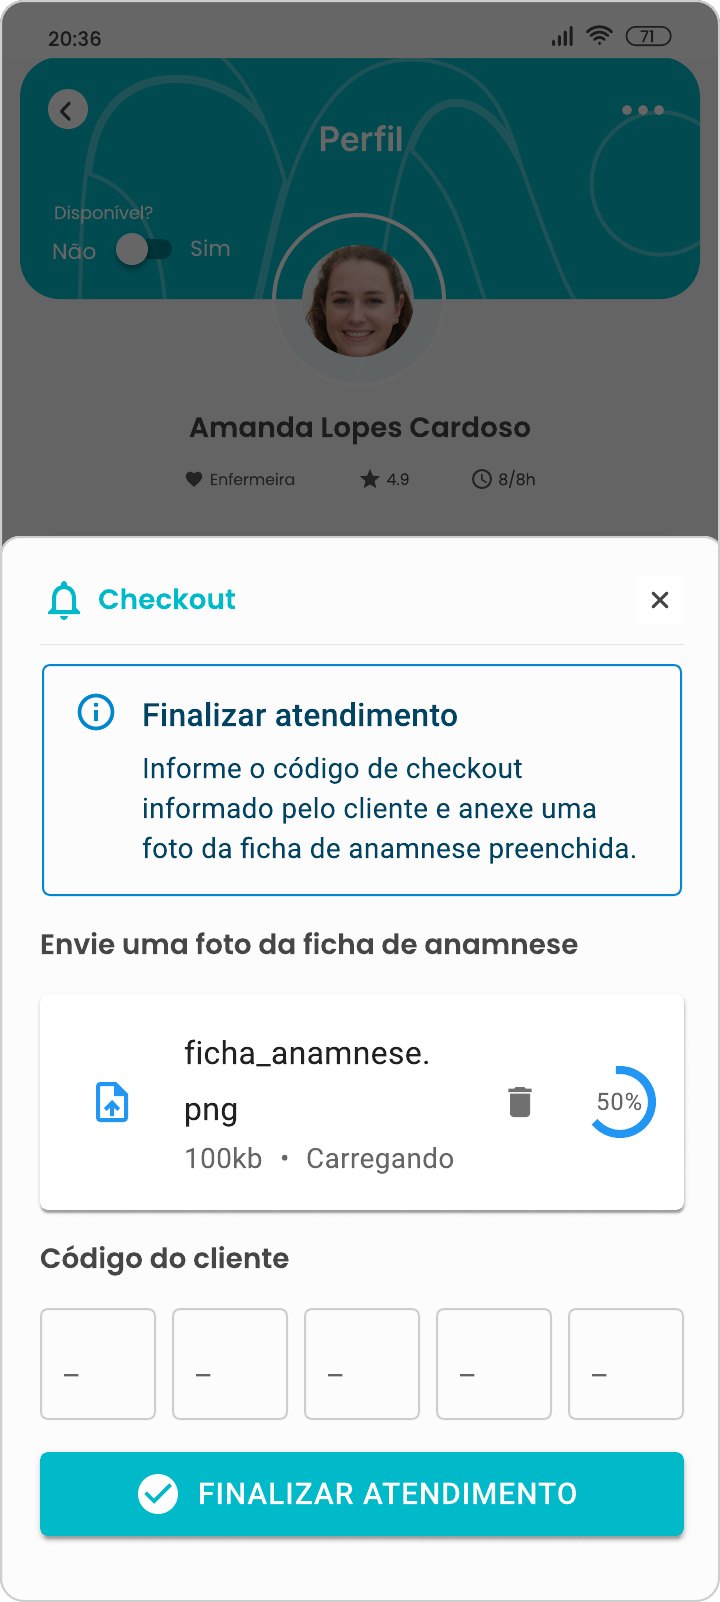 20:36
71
Perfil
Disponível?
Não
Sim
Amanda Lopes Cardoso
Enfermeira
4.9
8/8h
Checkout
Finalizar atendimento
Informe o código de checkout
informado pelo cliente e anexe uma
foto da ficha de anamnese preenchida.
Envie uma foto da ficha de anamnese
ficha_anamnese.
png
100kb • Carregando
50%
Código do cliente
– – – – –
FINALIZAR ATENDIMENTO